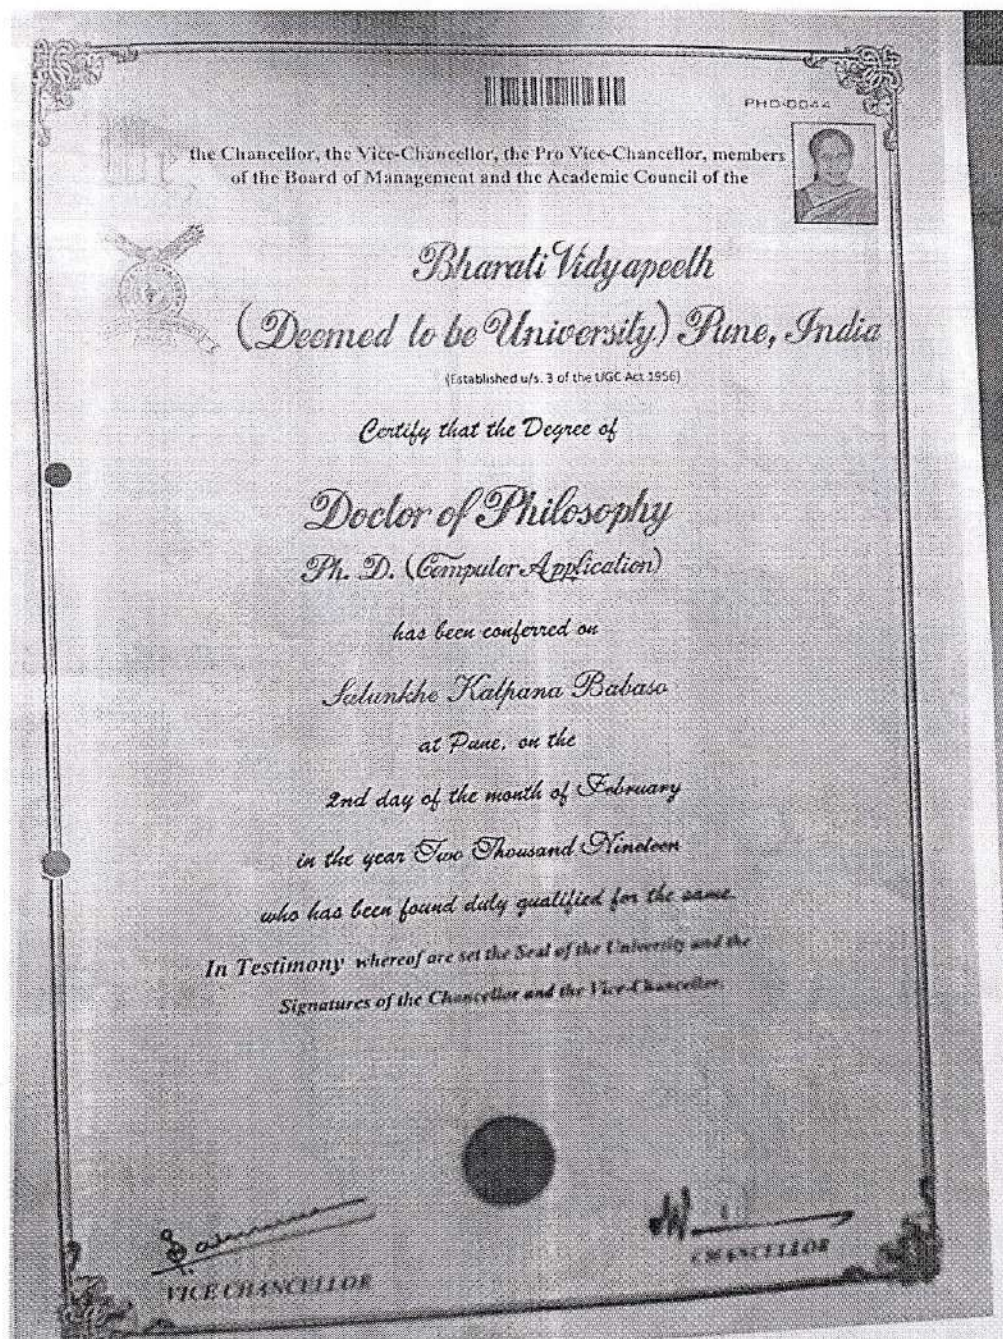 PHD-0044
the Chancellor, the Vice-Chancellor, the Pro Vice-Chancellor, members
of the Board of Management and the Academic Council of the
Bharati Vidyapeeth
(Deemed to be University) Pune, India
(Established u/s. 3 of the UGC Act 1956)
Certify that the Degree of
Doctor of Philosophy
Ph. D. (Computer Application)
has been conferred on
Salunkhe Kalpana Babaso
at Pune, on the
2nd day of the month of February
in the year Two Thousand Nineteen
who has been found duly qualified for the same.
In Testimony whereof are set the Seal of the University and the
Signatures of the Chancellor and the Vice-Chancellor.
VICE CHANCELLOR
CHANCELLOR